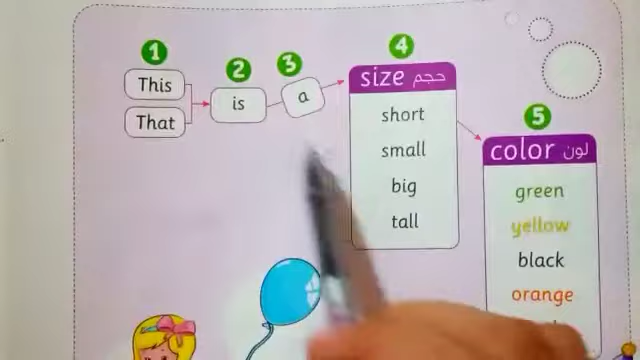 1
This
That
2
is
3
a
4
size حجم
short
small
big
tall
5
color لون
green
yellow
black
orange